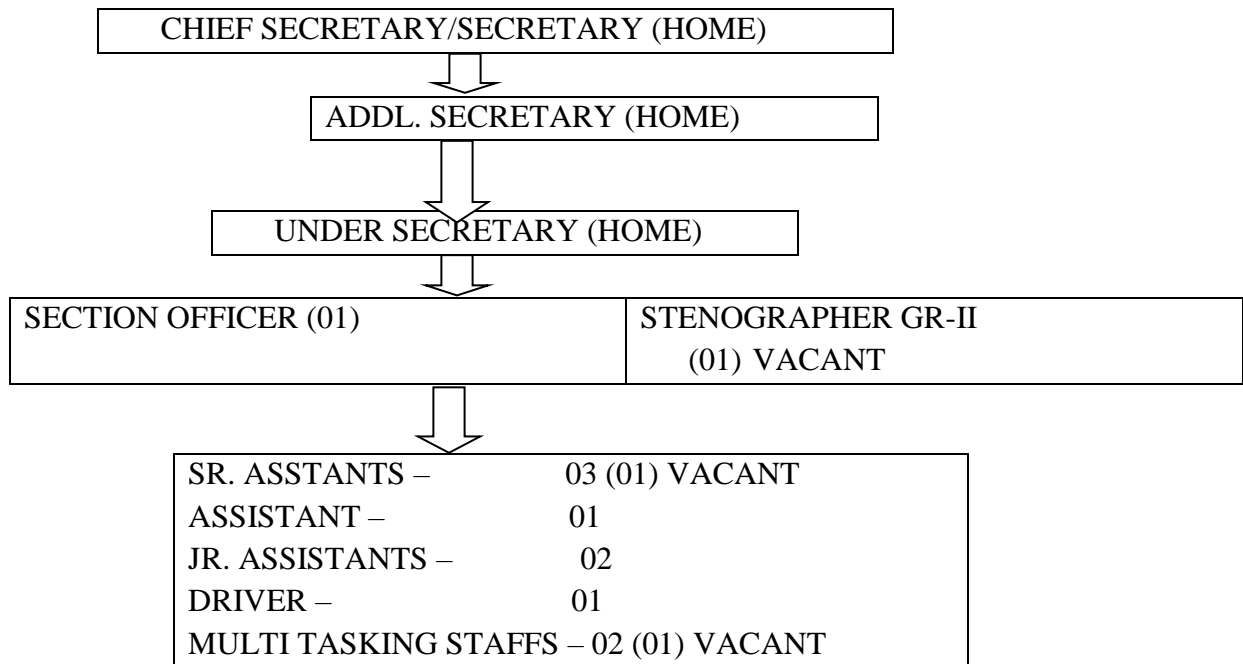 CHIEF SECRETARY/SECRETARY (HOME)
ADDL. SECRETARY (HOME)
UNDER SECRETARY (HOME)
SECTION OFFICER (01)
STENOGRAPHER GR-II
(01) VACANT
SR. ASSTANTS – 03 (01) VACANT
ASSISTANT – 01
JR. ASSISTANTS – 02
DRIVER – 01
MULTI TASKING STAFFS – 02 (01) VACANT